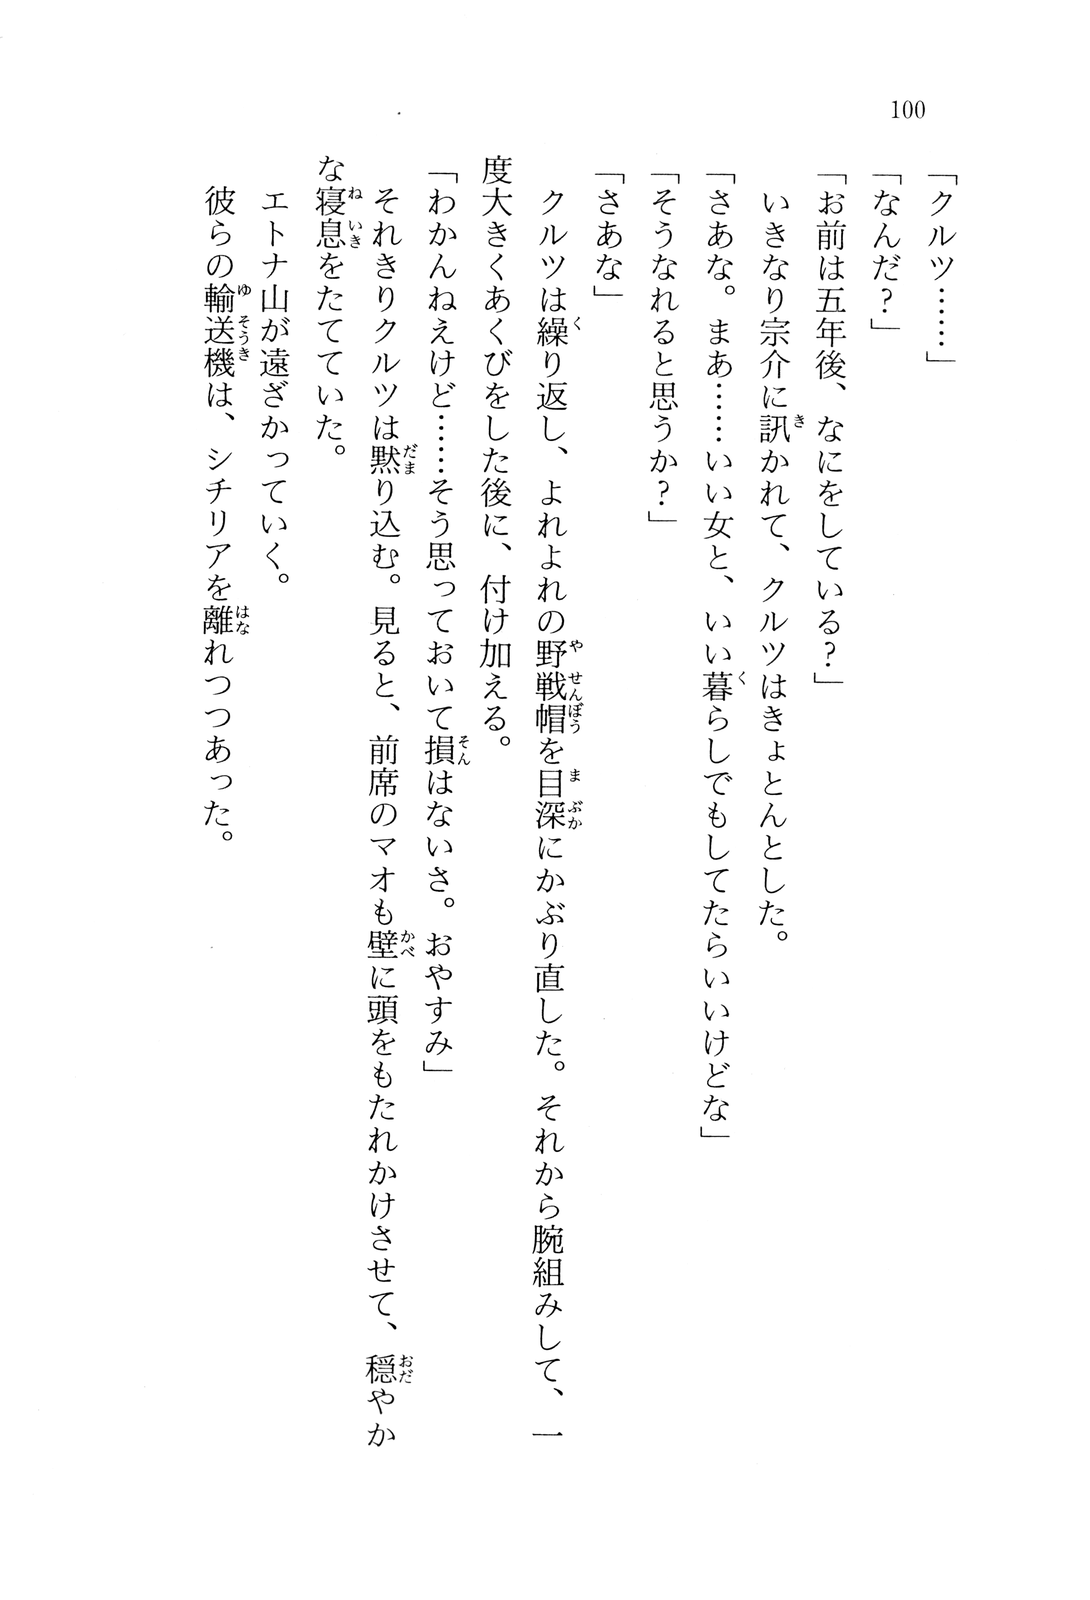 100
「クルツ……」
「なんだ？」
「お前は五年後、なにをしている？」
いきなり宗介に訊かれて、クルツはきょとんとした。
「さあな。まあ……いい女と、いい暮らしでもしてたらいいけどな」
「そうなれると思うか？」
「さあな」
クルツは繰り返し、よれよれの野戦帽を目深にかぶり直した。それから腕組みして、一
度大きくあくびをした後に、付け加える。
「わかんねえけど……そう思っておいて損はないさ。おやすみ」
それきりクルツは黙り込む。見ると、前席のマオも壁に頭をもたれかけさせて、穏やか
な寝息をたてていた。
エトナ山が遠ざかっていく。
彼らの輸送機は、シチリアを離れつつあった。